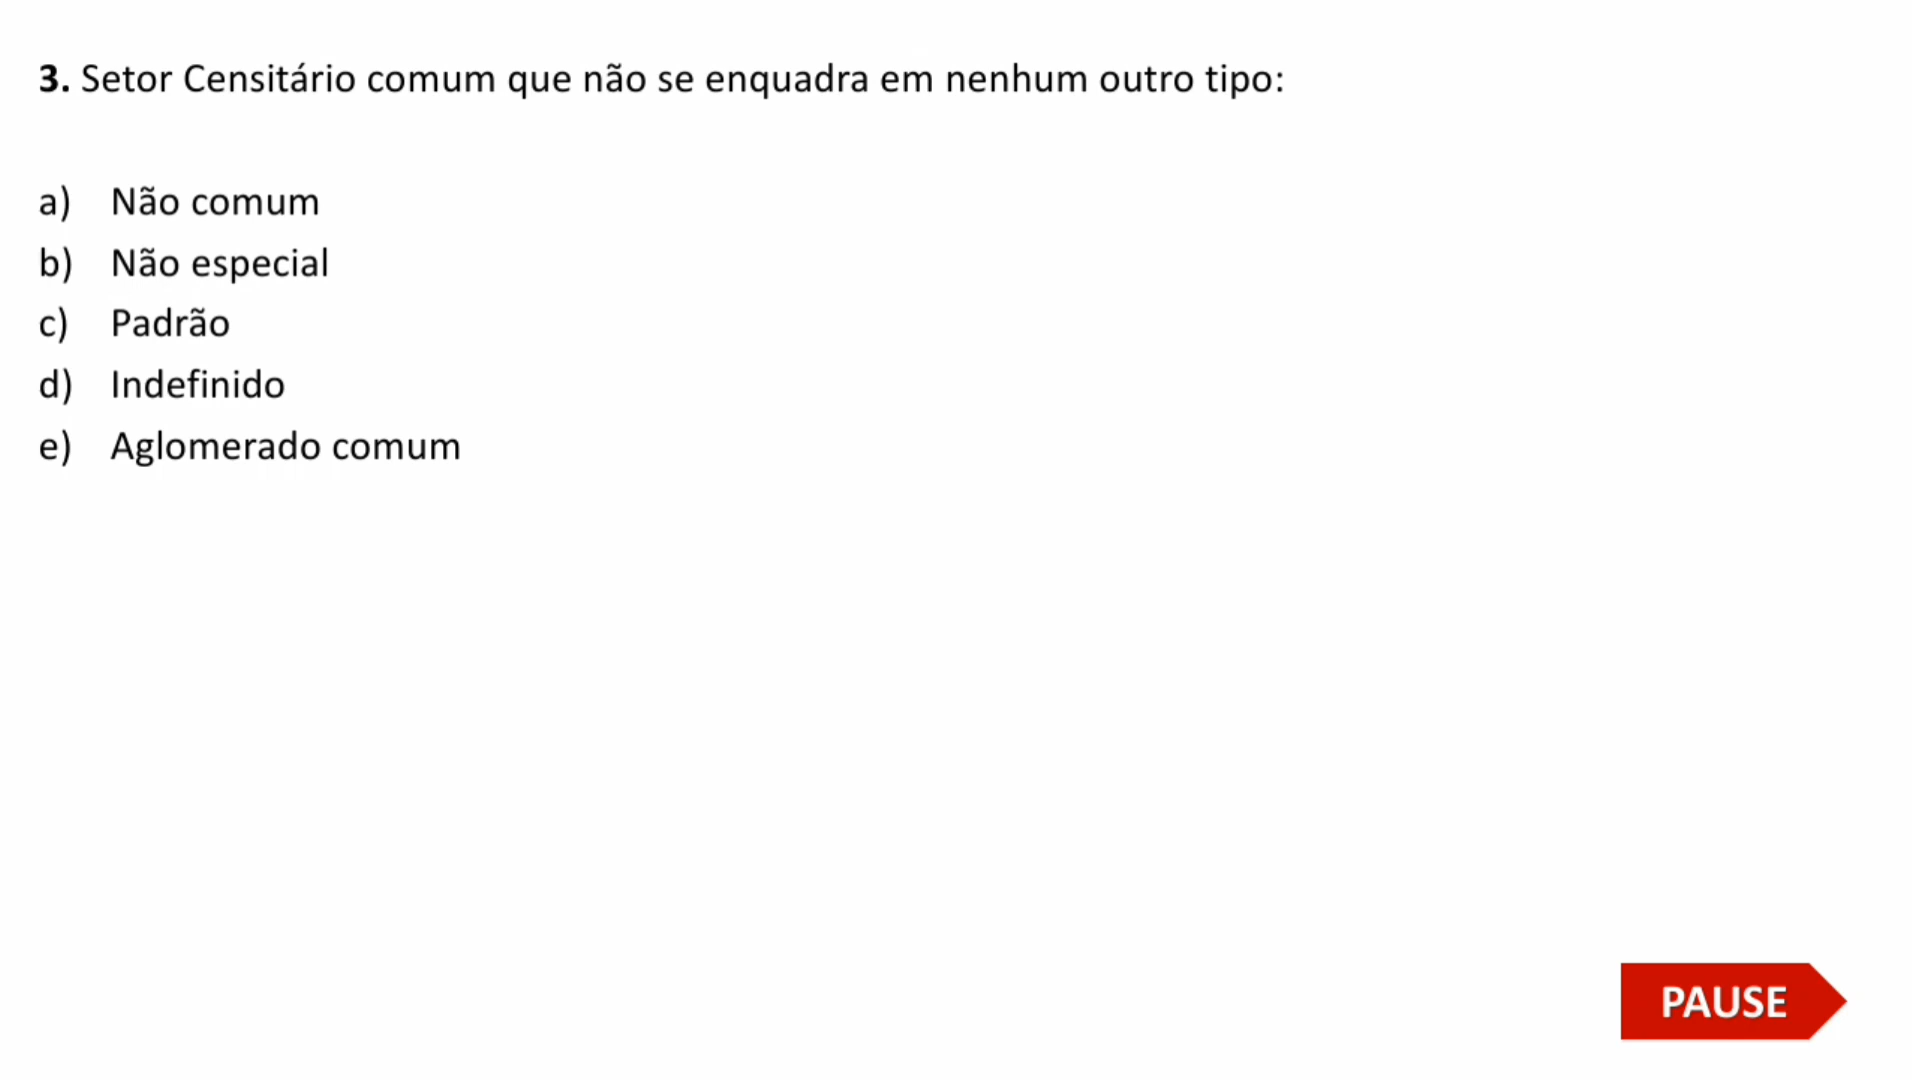 3. Setor Censitário comum que não se enquadra em nenhum outro tipo:
a) Não comum
b) Não especial
c) Padrão
d) Indefinido
e) Aglomerado comum
PAUSE